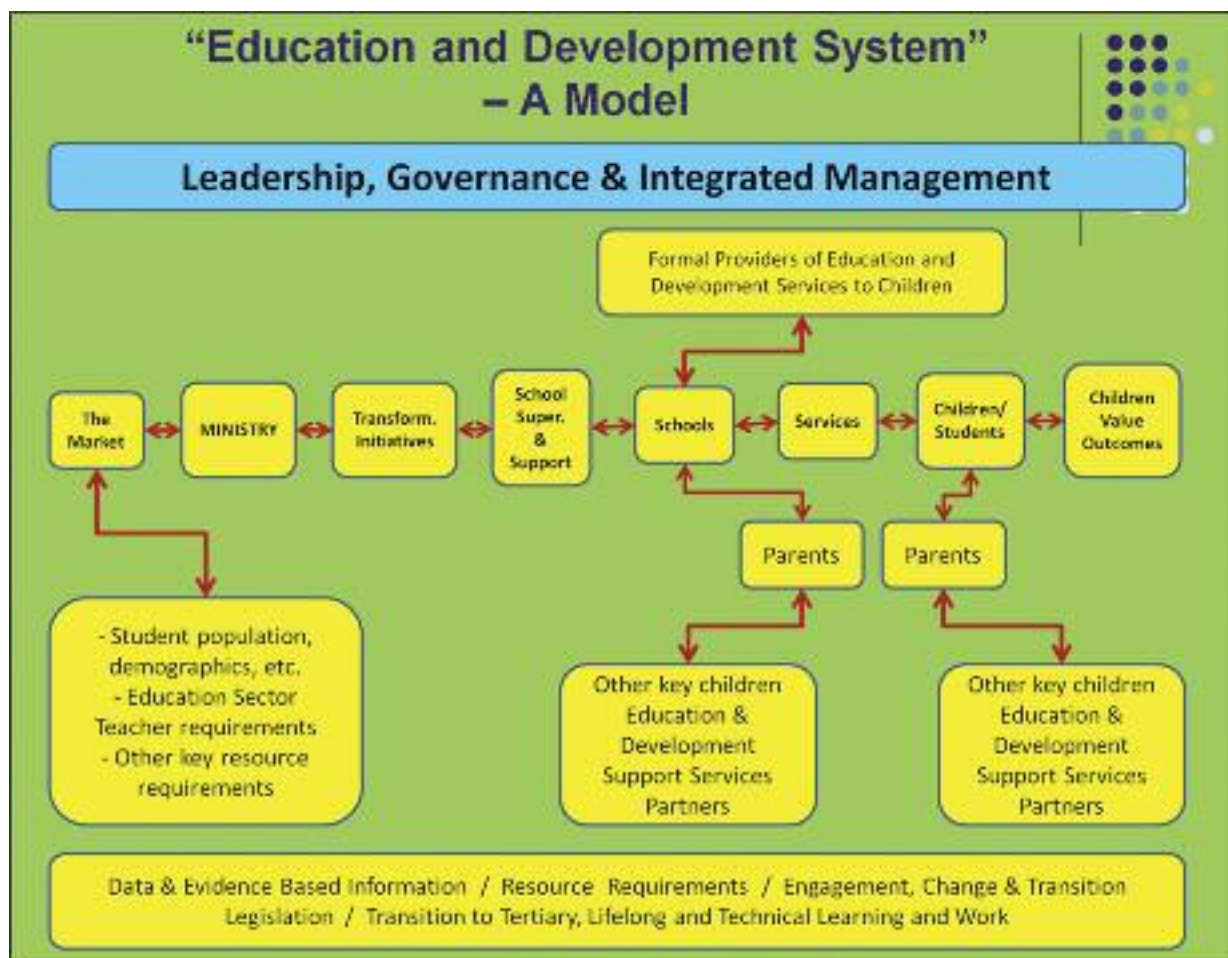 “Education and Development System”
– A Model
Leadership, Governance & Integrated Management
Formal Providers of Education and
Development Services to Children
The
Market
MINISTRY
Transform.
Initiatives
School
Super.
&
Support
Schools
Services
Children/
Students
Children
Value
Outcomes
Parents
Parents
- Student population,
demographics, etc.
- Education Sector
Teacher requirements
- Other key resource
requirements
Other key children
Education &
Development
Support Services
Partners
Other key children
Education &
Development
Support Services
Partners
Data & Evidence Based Information / Resource Requirements / Engagement, Change & Transition
Legislation / Transition to Tertiary, Lifelong and Technical Learning and Work